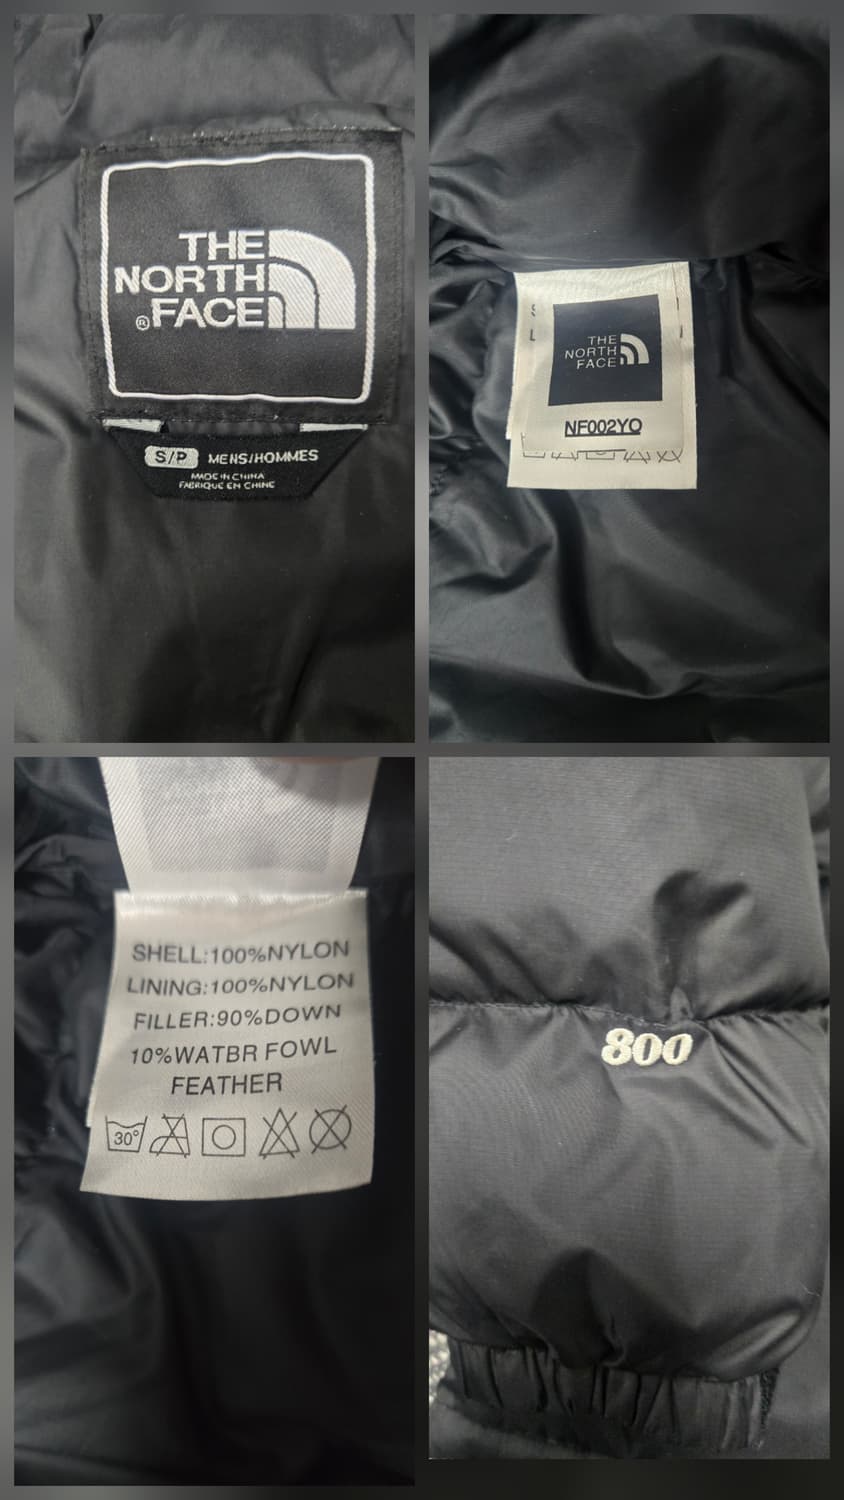 THE
NORTH
®FACE
S/P MENS/HOMMES
MADE IN CHINA
FABRIQUE EN CHINE
S
L
THE
NORTH
FACE
NF002YO
SHELL:100%NYLON
LINING:100%NYLON
FILLER:90%DOWN
10%WATBR FOWL
FEATHER
30°
800